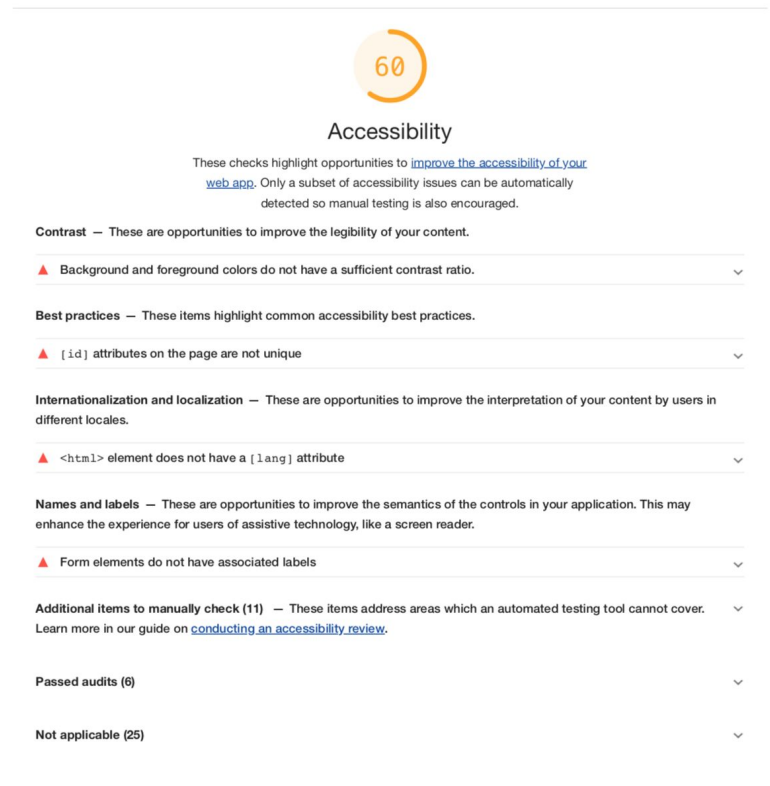 60
Accessibility
These checks highlight opportunities to improve the accessibility of your
web app. Only a subset of accessibility issues can be automatically
detected so manual testing is also encouraged.
Contrast — These are opportunities to improve the legibility of your content.
Background and foreground colors do not have a sufficient contrast ratio.
Best practices — These items highlight common accessibility best practices.
[id] attributes on the page are not unique
Internationalization and localization — These are opportunities to improve the interpretation of your content by users in
different locales.
<html> element does not have a [lang] attribute
Names and labels — These are opportunities to improve the semantics of the controls in your application. This may
enhance the experience for users of assistive technology, like a screen reader.
Form elements do not have associated labels
Additional items to manually check (11) — These items address areas which an automated testing tool cannot cover.
Learn more in our guide on conducting an accessibility review.
Passed audits (6)
Not applicable (25)